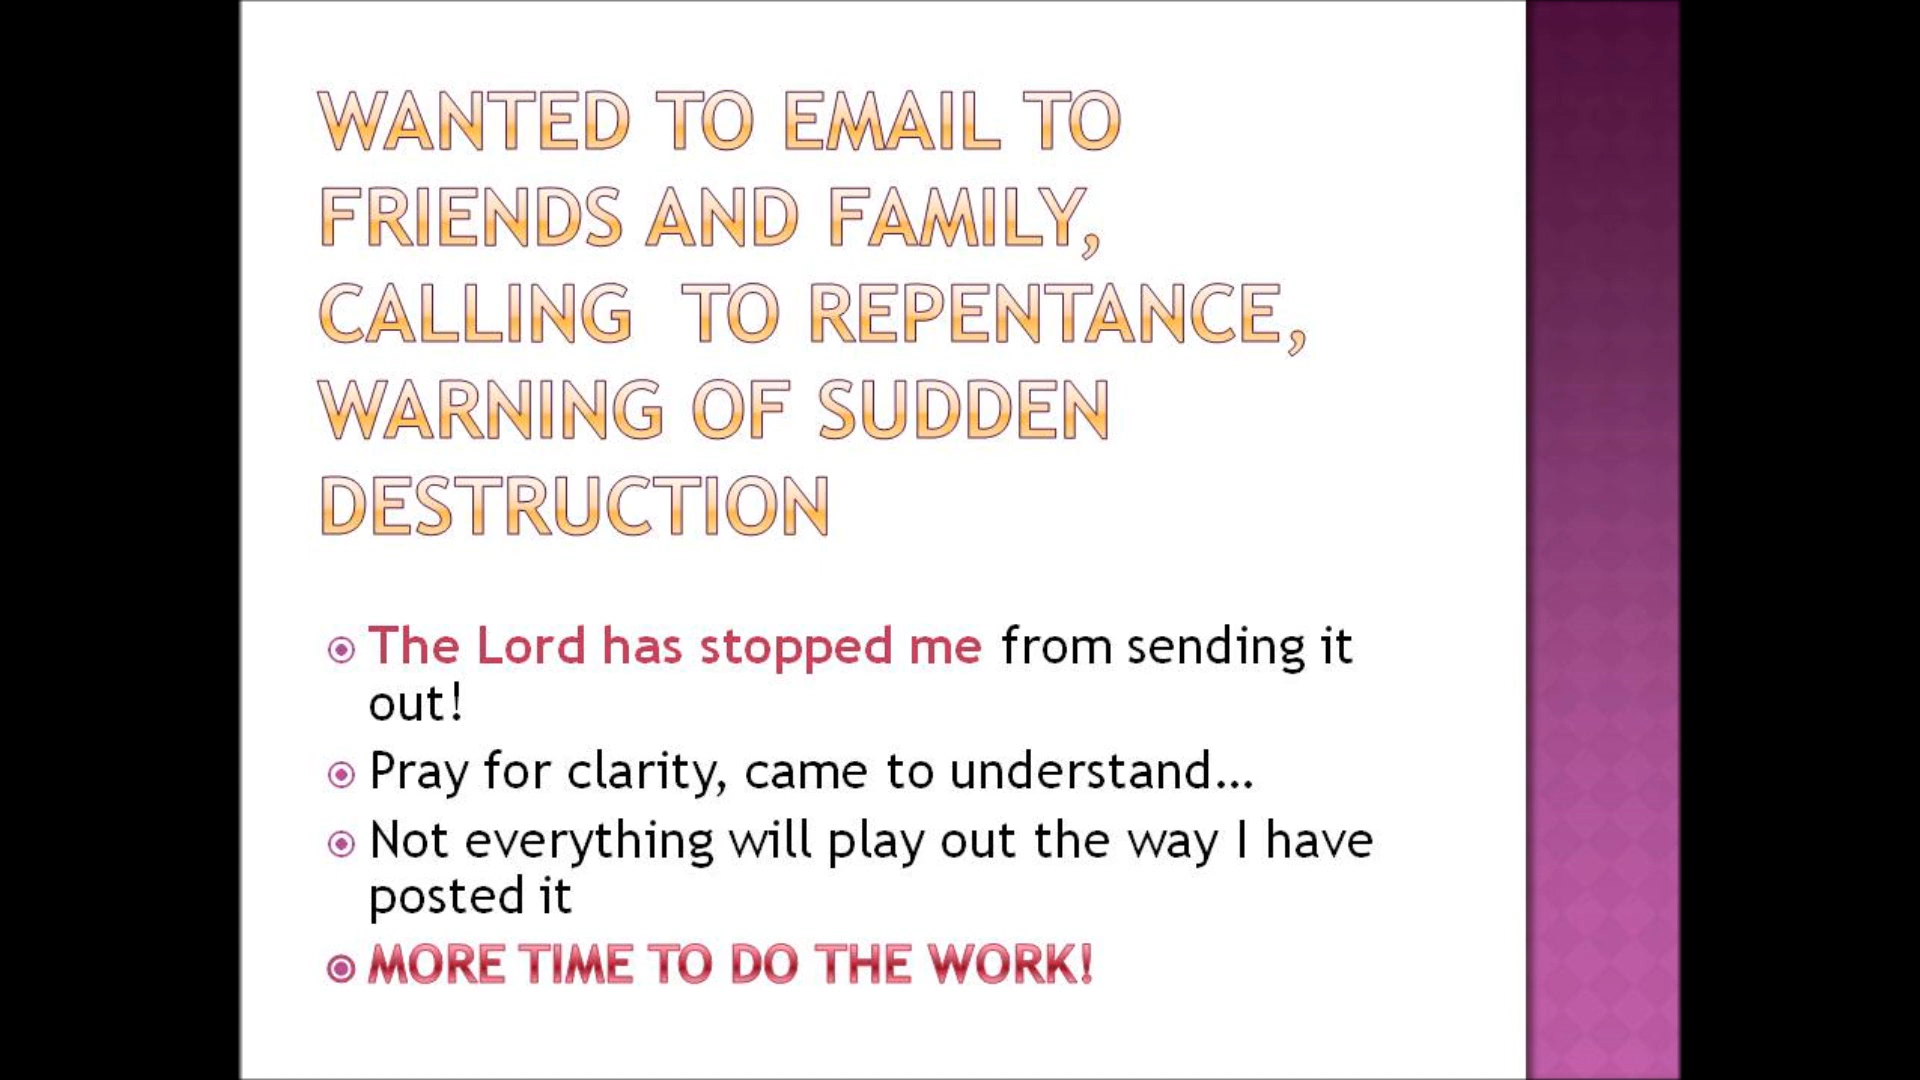 WANTED TO EMAIL TO
FRIENDS AND FAMILY,
CALLING  TO REPENTANCE,
WARNING OF SUDDEN
DESTRUCTION
The Lord has stopped me from sending it
out!
Pray for clarity, came to understand...
Not everything will play out the way I have
posted it
MORE TIME TO DO THE WORK!